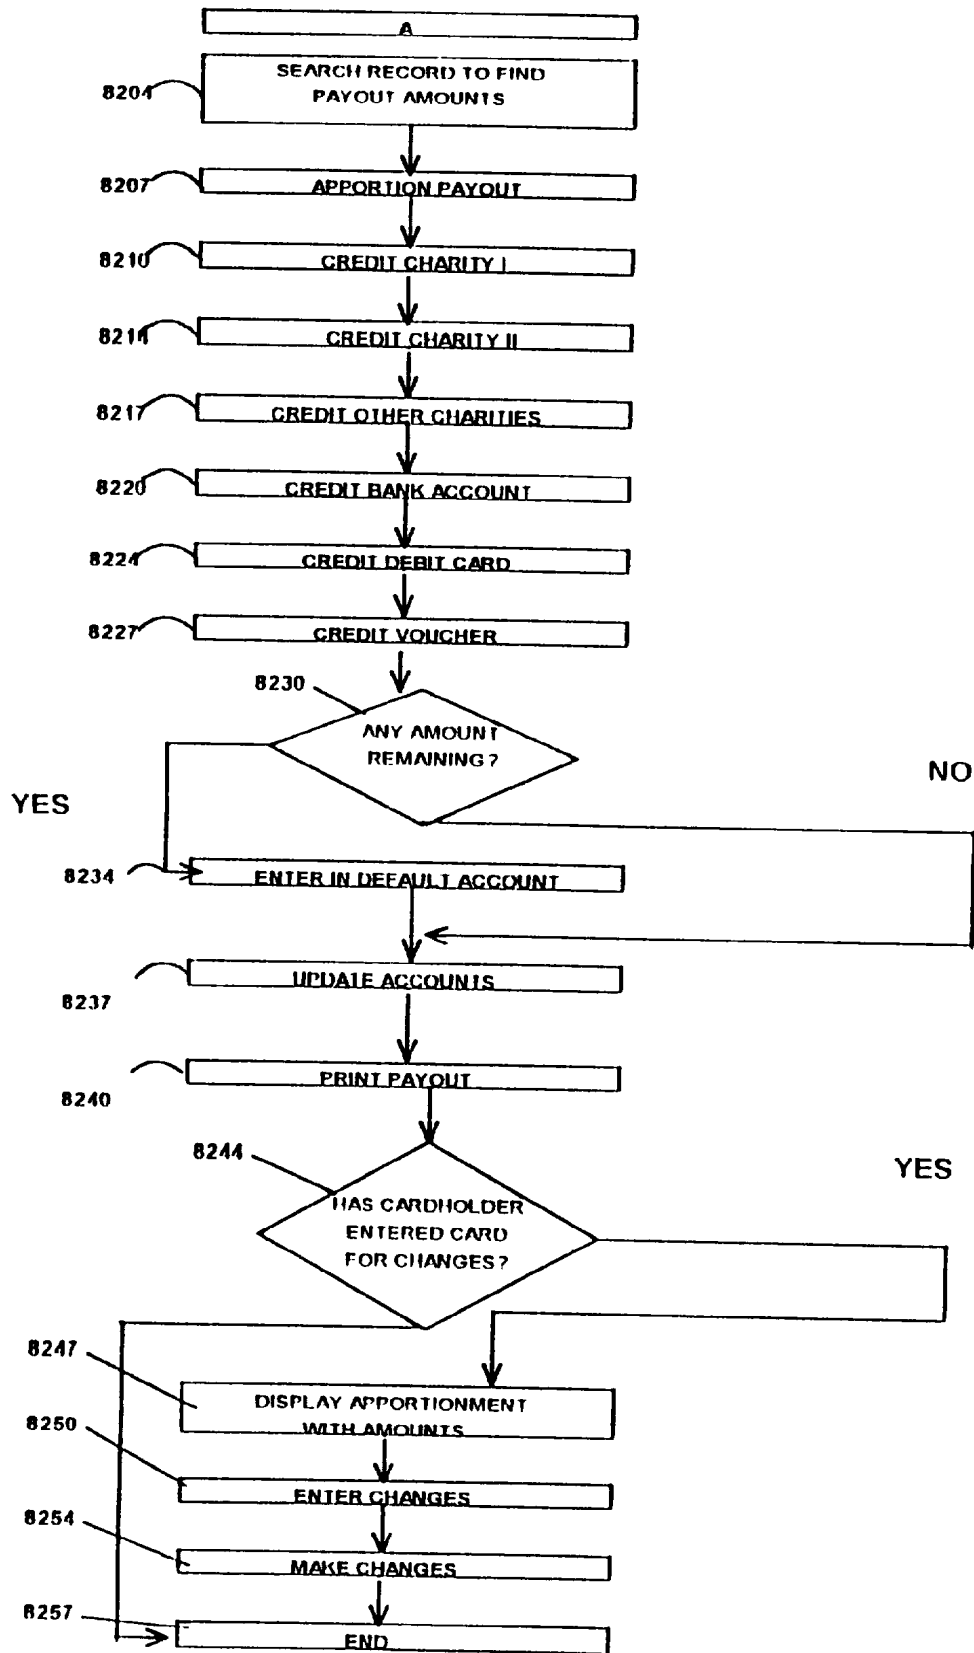 A
SEARCH RECORD TO FIND
PAYOUT AMOUNTS
8204
8207
APPORTION PAYOUT
8210
CREDIT CHARITY I
8214
CREDIT CHARITY II
8217
CREDIT OTHER CHARITIES
8220
CREDIT BANK ACCOUNT
8224
CREDIT DEBIT CARD
8227
CREDIT VOUCHER
8230
ANY AMOUNT
REMAINING?
NO
YES
8234
ENTER IN DEFAULT ACCOUNT
UPDATE ACCOUNTS
8237
PRINT PAYOUT
8240
8244
YES
HAS CARDHOLDER
ENTERED CARD
FOR CHANGES?
8247
DISPLAY APPORTIONMENT
WITH AMOUNTS
8250
ENTER CHANGES
8254
MAKE CHANGES
8257
END